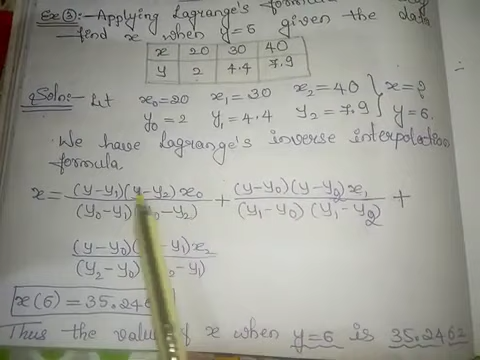 Ex ③:- Applying Lagrange's formula
find x when y=6 given the data
x 20 30 40
y 2 4.4 7.9
Soln:- Let x₀=20 x₁=30 x₂=40 } x=?
y₀=2 y₁=4.4 y₂=7.9 } y=6.
We have Lagrange's inverse interpolation
formula
x = (y-y₁)(y-y₂)x₀/(y₀-y₁)(y₀-y₂) + (y-y₀)(y-y₂)x₁/(y₁-y₀)(y₁-y₂) +
(y-y₀)(y-y₁)x₂/(y₂-y₀)(y₂-y₁)
x(6) = 35.246
Thus the value of x when y=6 is 35.2462